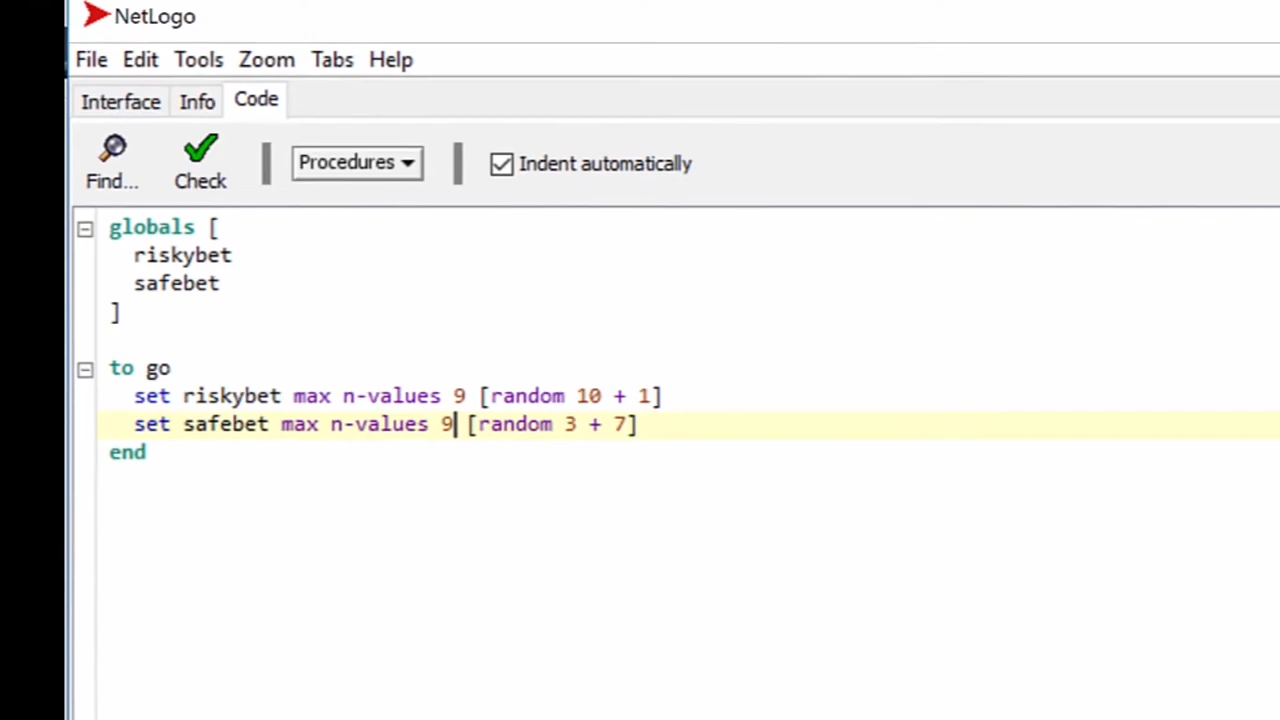 NetLogo
File Edit Tools Zoom Tabs Help
Interface Info Code
Find... Check Procedures Indent automatically
globals [
riskybet
safebet
]
to go
set riskybet max n-values 9 [random 10 + 1]
set safebet max n-values 9 [random 3 + 7]
end